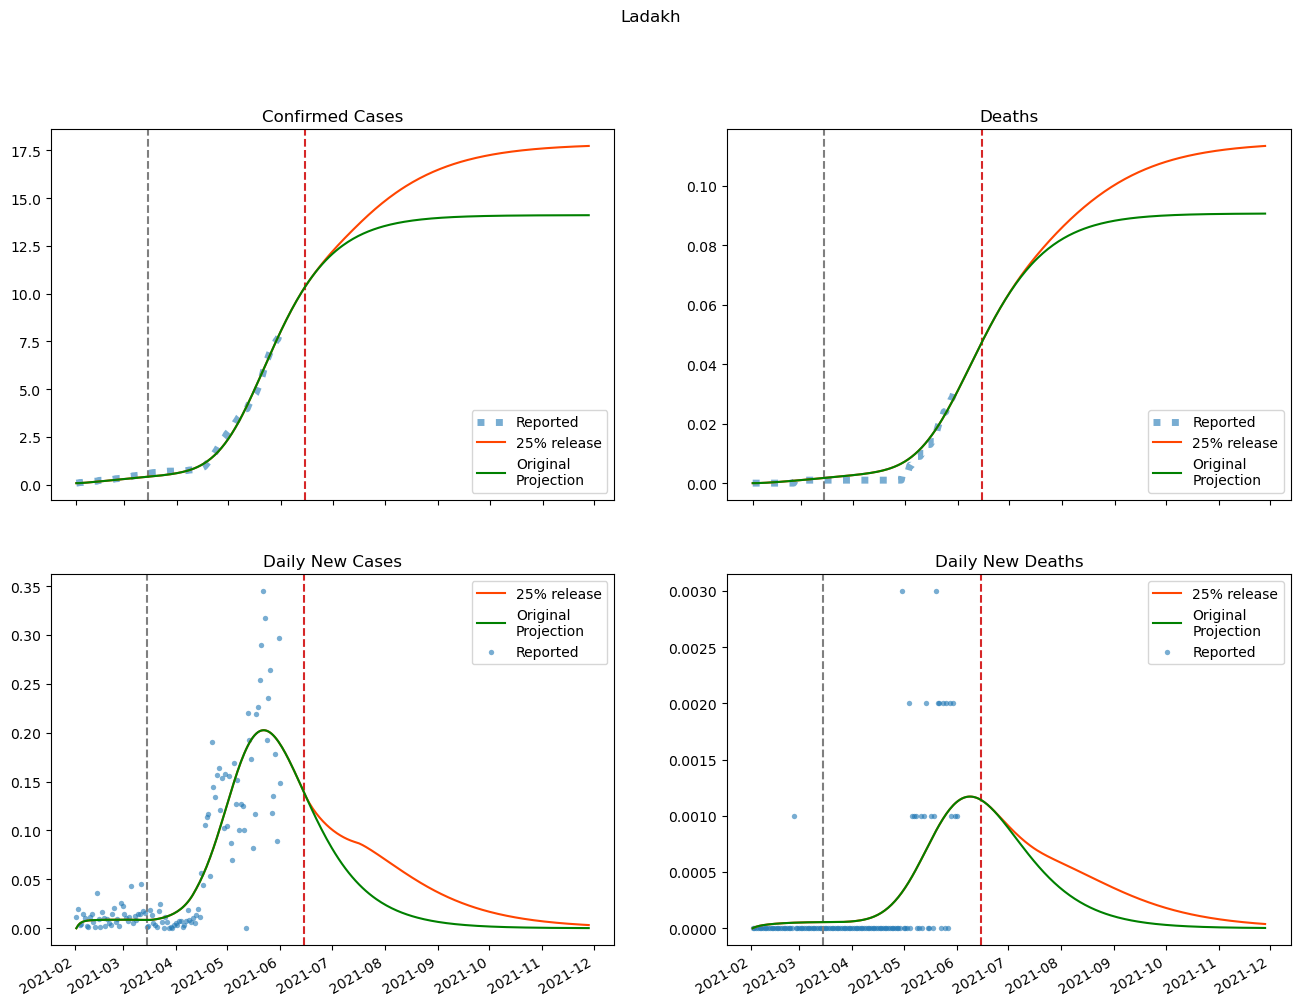 Ladakh
Confirmed Cases
17.5
15.0
12.5
10.0
7.5
5.0
2.5
0.0
Reported
25% release
Original
Projection
Deaths
0.10
0.08
0.06
0.04
0.02
0.00
Reported
25% release
Original
Projection
Daily New Cases
0.35
0.30
0.25
0.20
0.15
0.10
0.05
0.00
25% release
Original
Projection
Reported
2021-02
2021-03
2021-04
2021-05
2021-06
2021-07
2021-08
2021-09
2021-10
2021-11
2021-12
Daily New Deaths
0.0030
0.0025
0.0020
0.0015
0.0010
0.0005
0.0000
25% release
Original
Projection
Reported
2021-02
2021-03
2021-04
2021-05
2021-06
2021-07
2021-08
2021-09
2021-10
2021-11
2021-12